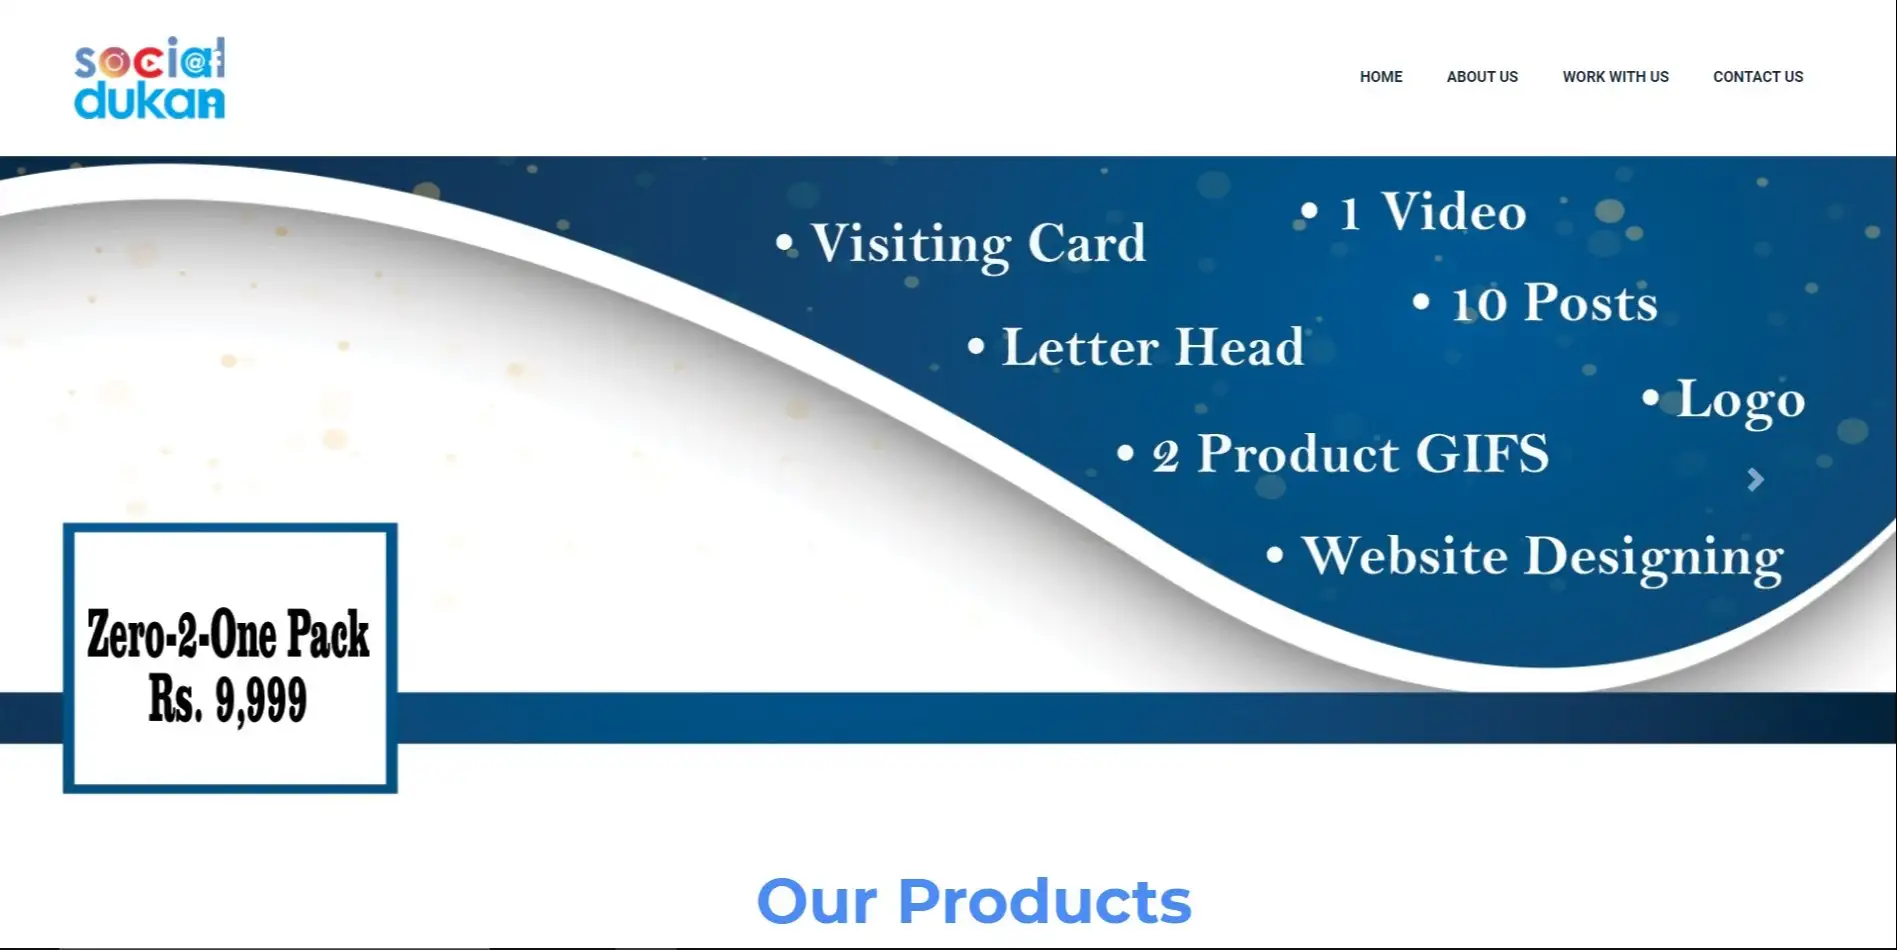 social
dukan
HOME ABOUT US WORK WITH US CONTACT US
• Visiting Card
• 1 Video
• 10 Posts
• Letter Head
• Logo
• 2 Product GIFS
• Website Designing
Zero-2-One Pack
Rs. 9,999
Our Products